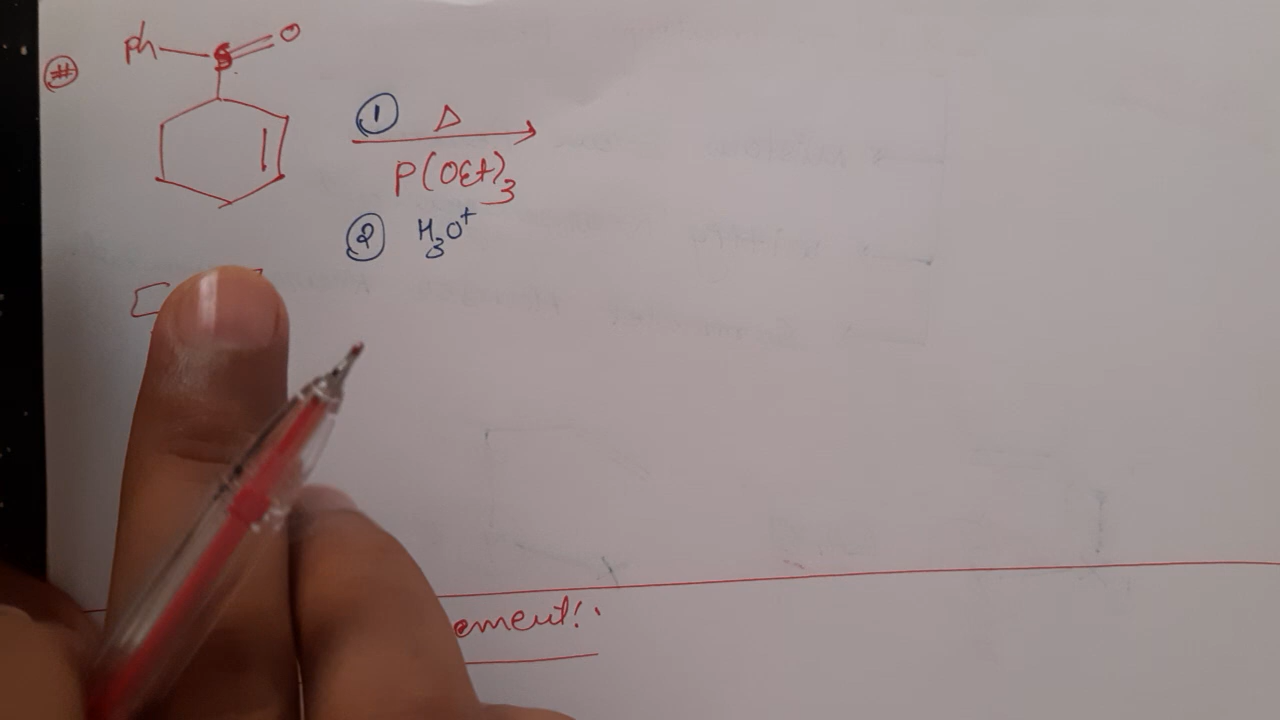 # Ph S O
① Δ
P(OEt)3
② H3O+
ement!.